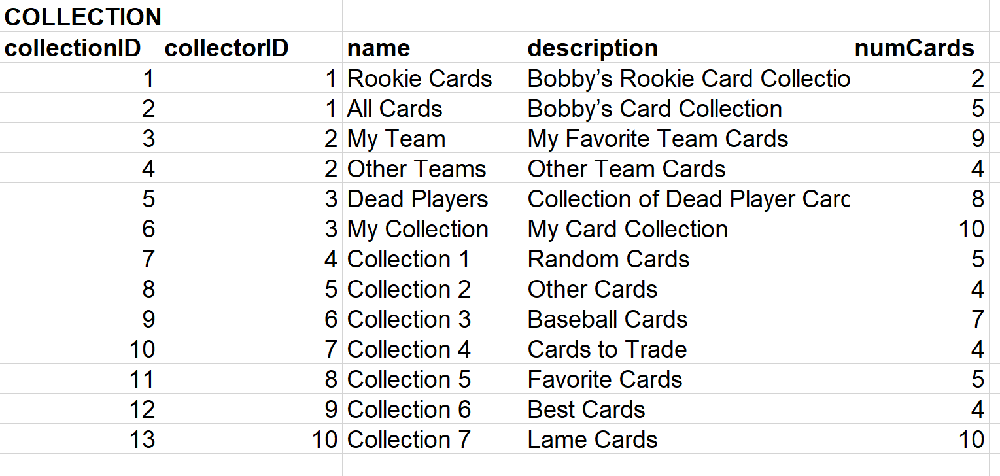 COLLECTION
collectionID collectorID name description numCards
1 1 Rookie Cards Bobby’s Rookie Card Collectio 2
2 1 All Cards Bobby’s Card Collection 5
3 2 My Team My Favorite Team Cards 9
4 2 Other Teams Other Team Cards 4
5 3 Dead Players Collection of Dead Player Card 8
6 3 My Collection My Card Collection 10
7 4 Collection 1 Random Cards 5
8 5 Collection 2 Other Cards 4
9 6 Collection 3 Baseball Cards 7
10 7 Collection 4 Cards to Trade 4
11 8 Collection 5 Favorite Cards 5
12 9 Collection 6 Best Cards 4
13 10 Collection 7 Lame Cards 10